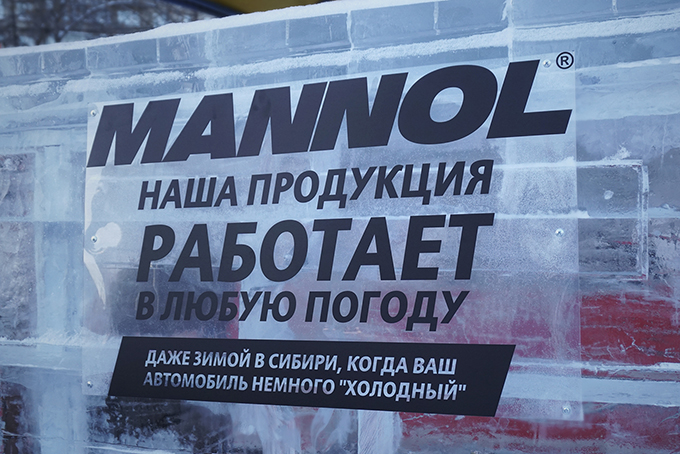 MANNOL®
НАША ПРОДУКЦИЯ
РАБОТАЕТ
В ЛЮБУЮ ПОГОДУ
ДАЖЕ ЗИМОЙ В СИБИРИ, КОГДА ВАШ
АВТОМОБИЛЬ НЕМНОГО "ХОЛОДНЫЙ"